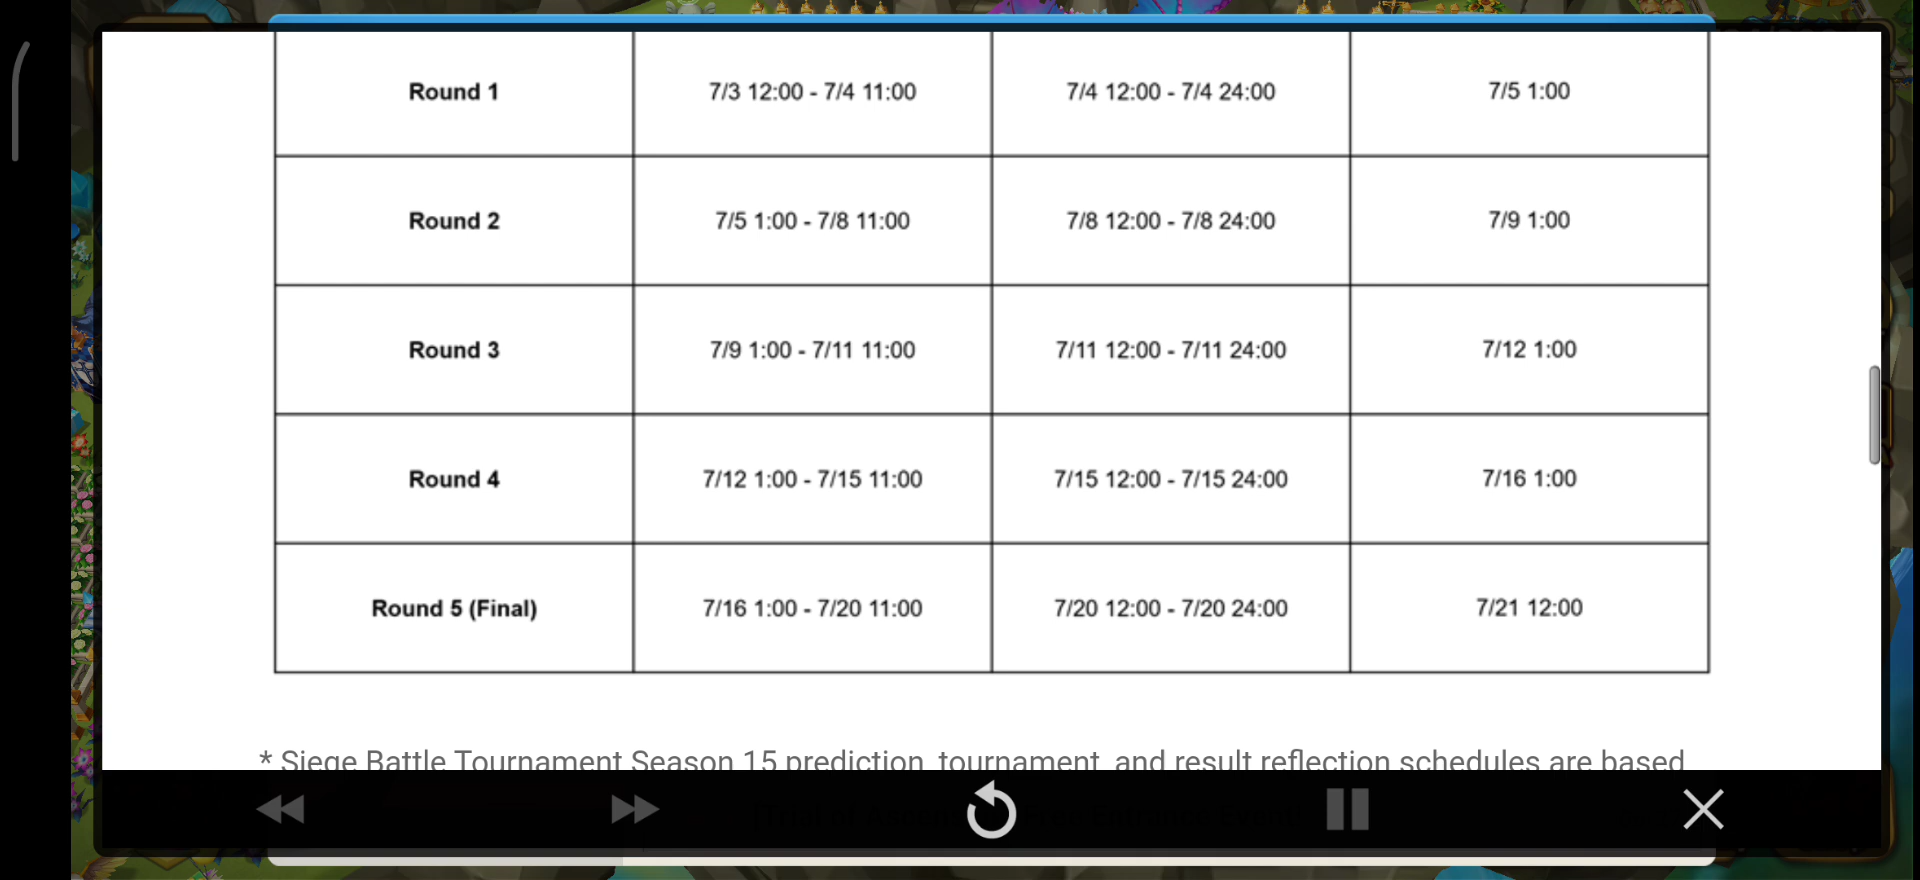 Round 1 7/3 12:00 - 7/4 11:00 7/4 12:00 - 7/4 24:00 7/5 1:00
Round 2 7/5 1:00 - 7/8 11:00 7/8 12:00 - 7/8 24:00 7/9 1:00
Round 3 7/9 1:00 - 7/11 11:00 7/11 12:00 - 7/11 24:00 7/12 1:00
Round 4 7/12 1:00 - 7/15 11:00 7/15 12:00 - 7/15 24:00 7/16 1:00
Round 5 (Final) 7/16 1:00 - 7/20 11:00 7/20 12:00 - 7/20 24:00 7/21 12:00
* Siege Battle Tournament Season 15 prediction, tournament, and result reflection schedules are based